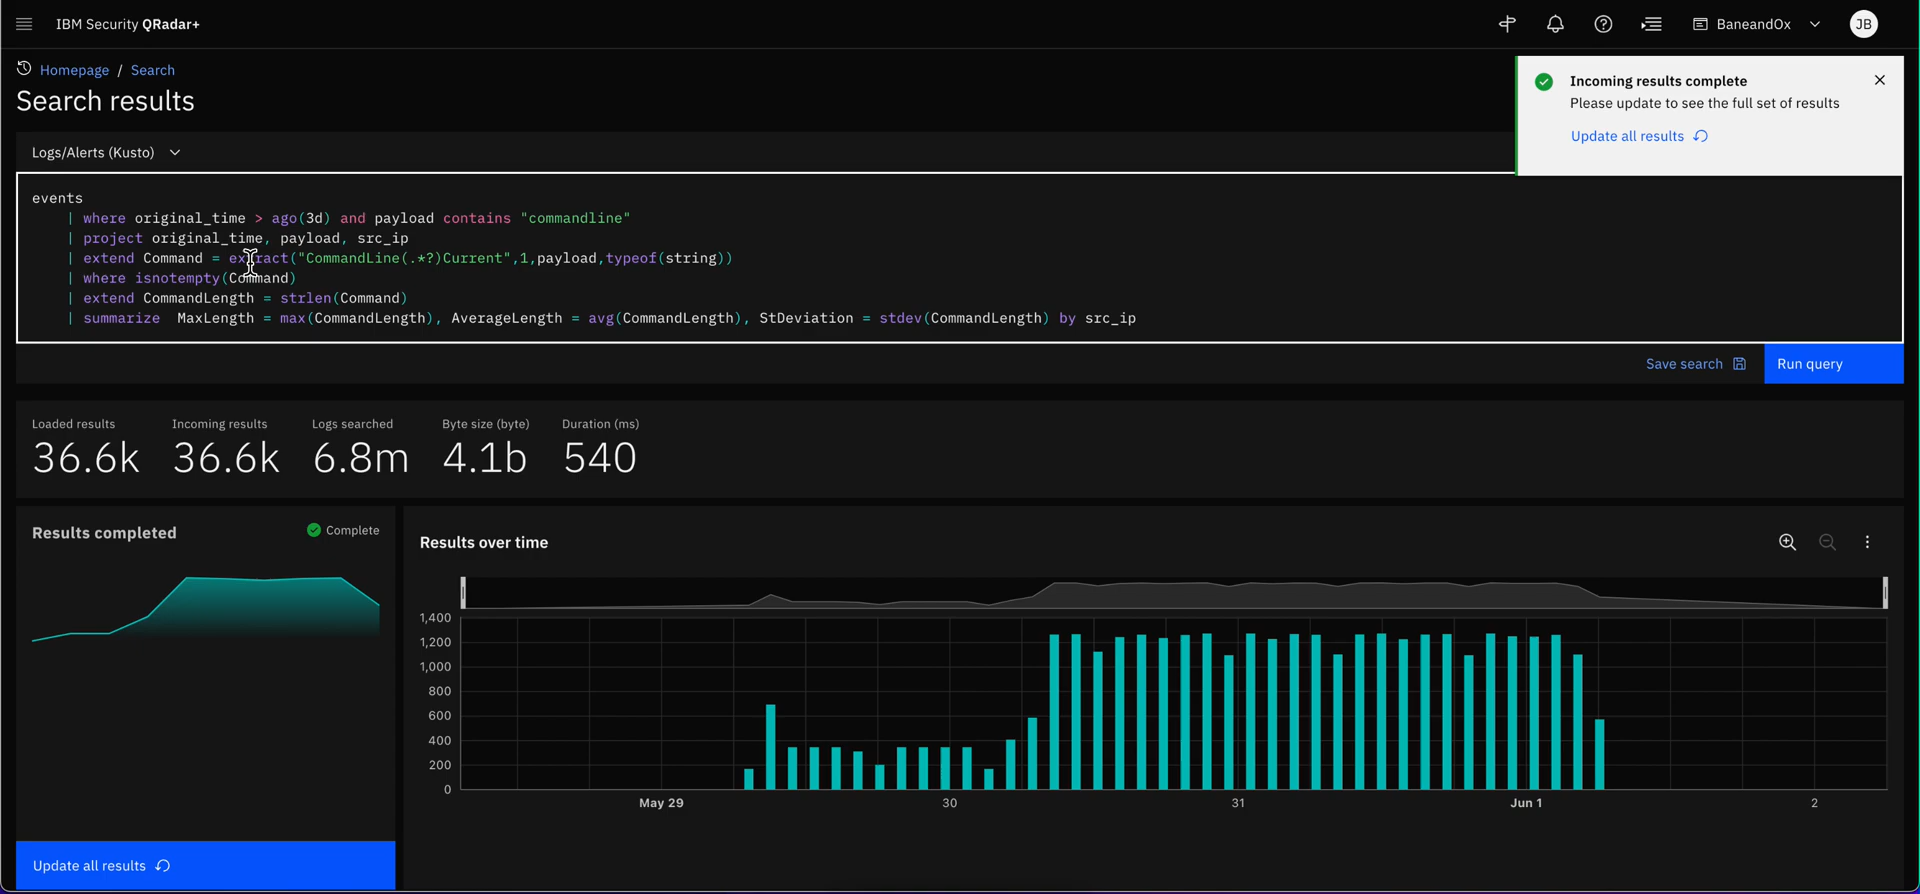 IBM Security QRadar+
BaneandOx
JB
Homepage / Search
Search results
Incoming results complete
Please update to see the full set of results
Update all results
Logs/Alerts (Kusto)
events
| where original_time > ago(3d) and payload contains "commandline"
| project original_time, payload, src_ip
| extend Command = extract("CommandLine(.*?)Current",1,payload,typeof(string))
| where isnotempty(Command)
| extend CommandLength = strlen(Command)
| summarize  MaxLength = max(CommandLength), AverageLength = avg(CommandLength), StDeviation = stdev(CommandLength) by src_ip
Save search
Run query
Loaded results
36.6k
Incoming results
36.6k
Logs searched
6.8m
Byte size (byte)
4.1b
Duration (ms)
540
Results completed
Complete
Update all results
Results over time
1,400
1,200
1,000
800
600
400
200
0
May 29
30
31
Jun 1
2